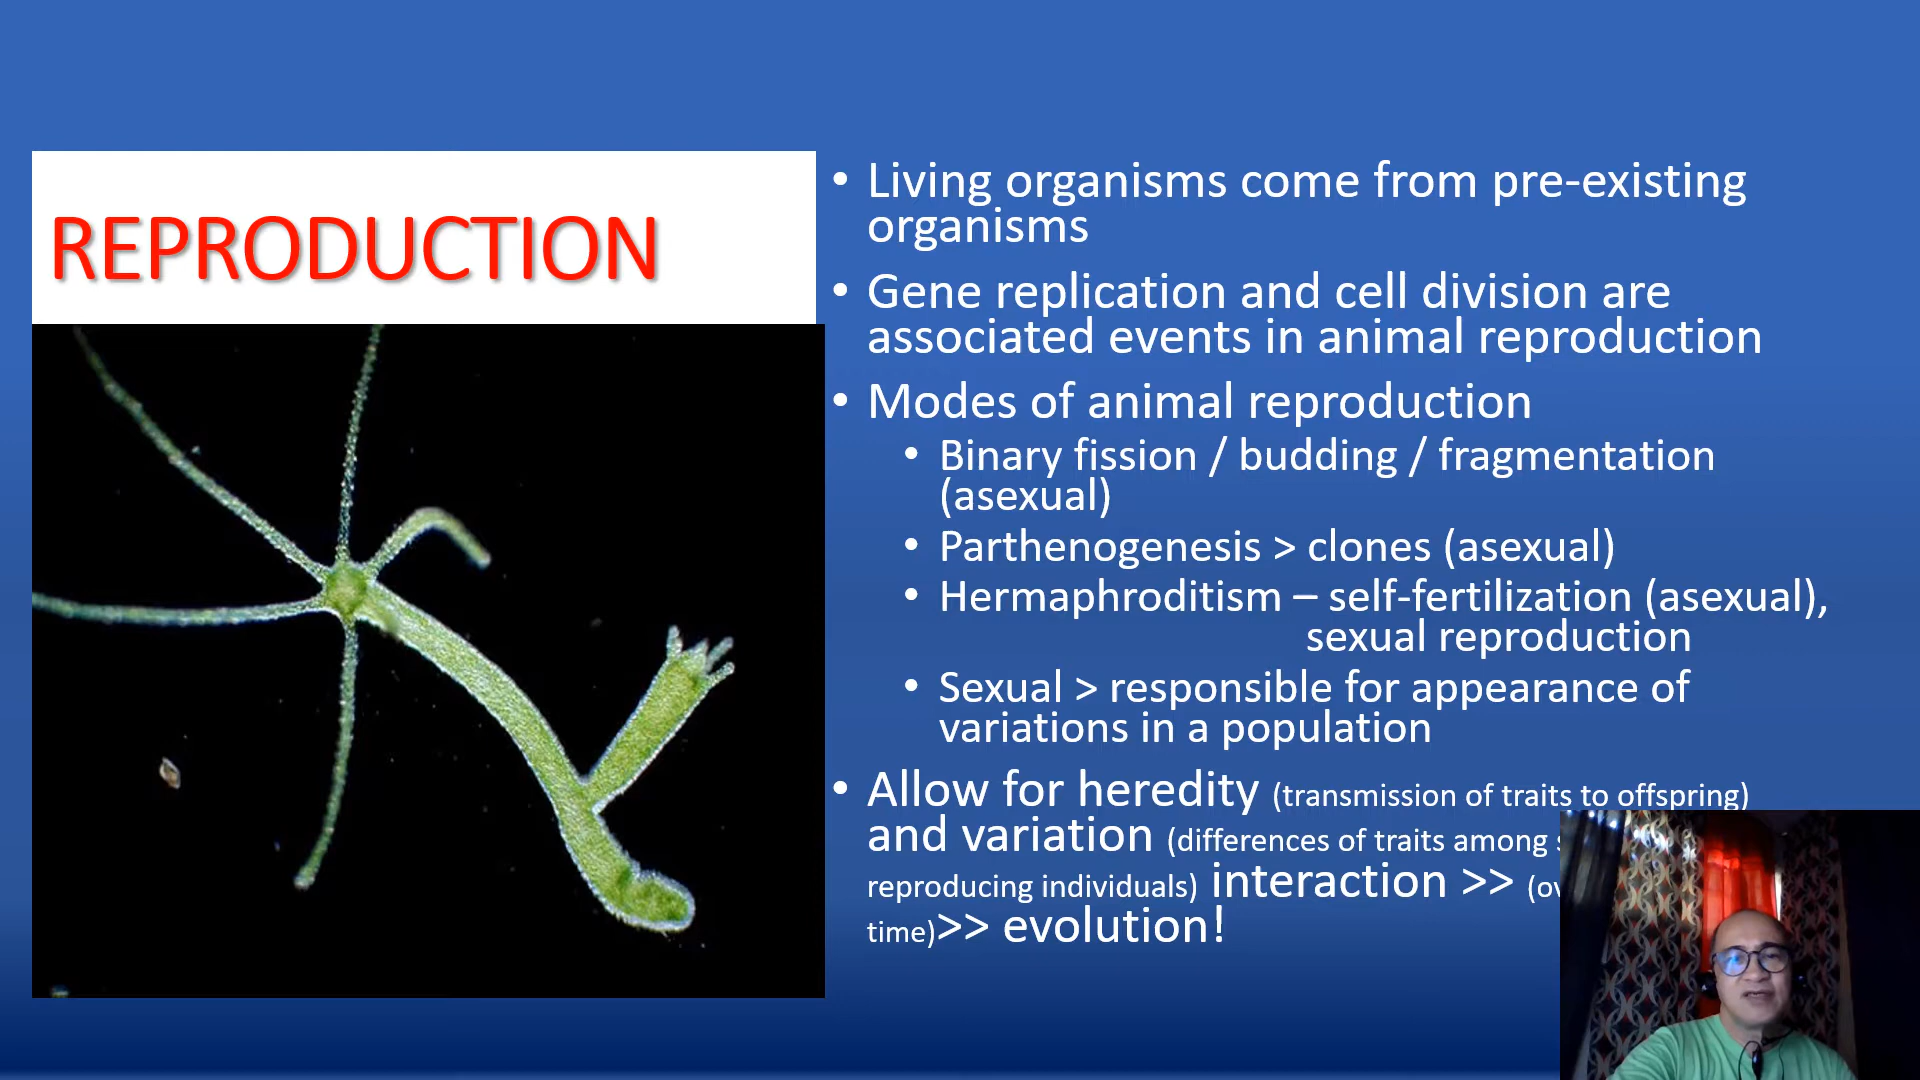 REPRODUCTION
• Living organisms come from pre-existing
organisms
• Gene replication and cell division are
associated events in animal reproduction
• Modes of animal reproduction
• Binary fission / budding / fragmentation
(asexual)
• Parthenogenesis > clones (asexual)
• Hermaphroditism – self-fertilization (asexual),
sexual reproduction
• Sexual > responsible for appearance of
variations in a population
• Allow for heredity (transmission of traits to offspring)
and variation (differences of traits among
reproducing individuals) interaction >>
time)>> evolution!